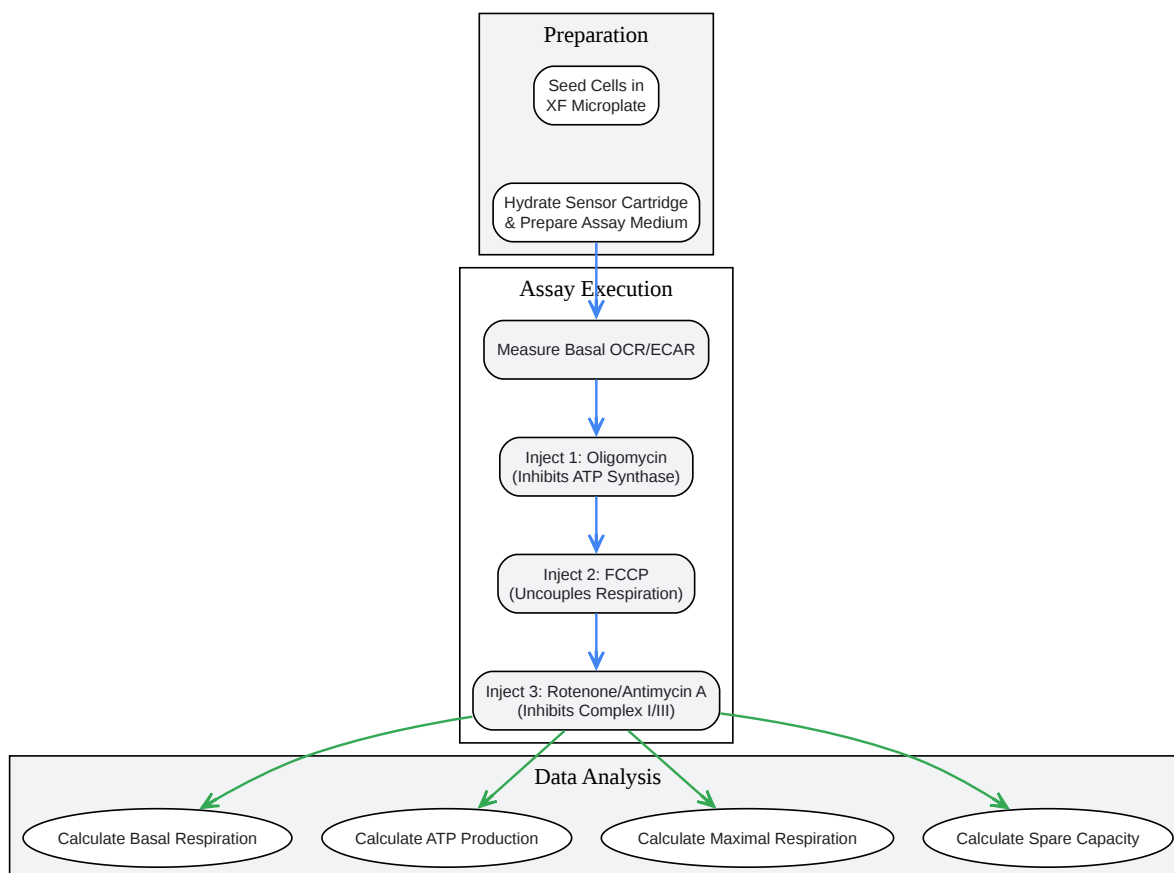 Preparation
Seed Cells in
XF Microplate
Hydrate Sensor Cartridge
& Prepare Assay Medium
Assay Execution
Measure Basal OCR/ECAR
Inject 1: Oligomycin
(Inhibits ATP Synthase)
Inject 2: FCCP
(Uncouples Respiration)
Inject 3: Rotenone/Antimycin A
(Inhibits Complex I/III)
Data Analysis
Calculate Basal Respiration
Calculate ATP Production
Calculate Maximal Respiration
Calculate Spare Capacity